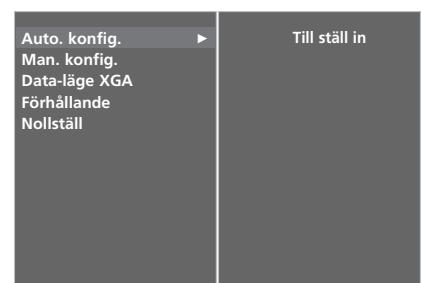 Auto. konfig. ►
Till ställ in
Man. konfig.
Data-läge XGA
Förhållande
Nollställ